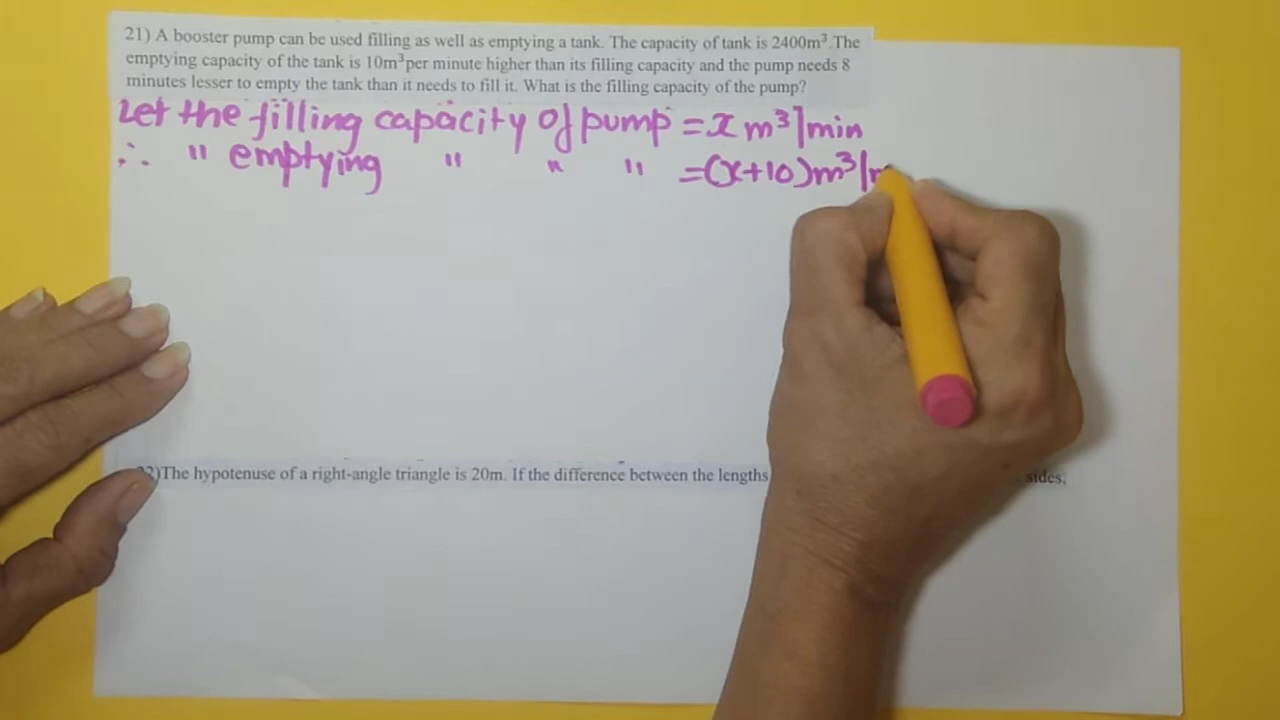 21) A booster pump can be used filling as well as emptying a tank. The capacity of tank is 2400m³.The
emptying capacity of the tank is 10m³per minute higher than its filling capacity and the pump needs 8
minutes lesser to empty the tank than it needs to fill it. What is the filling capacity of the pump?
Let the filling capacity of pump = x m³/min
∴ " emptying " " " = (x+10)m³/
)The hypotenuse of a right-angle triangle is 20m. If the difference between the lengths sides,